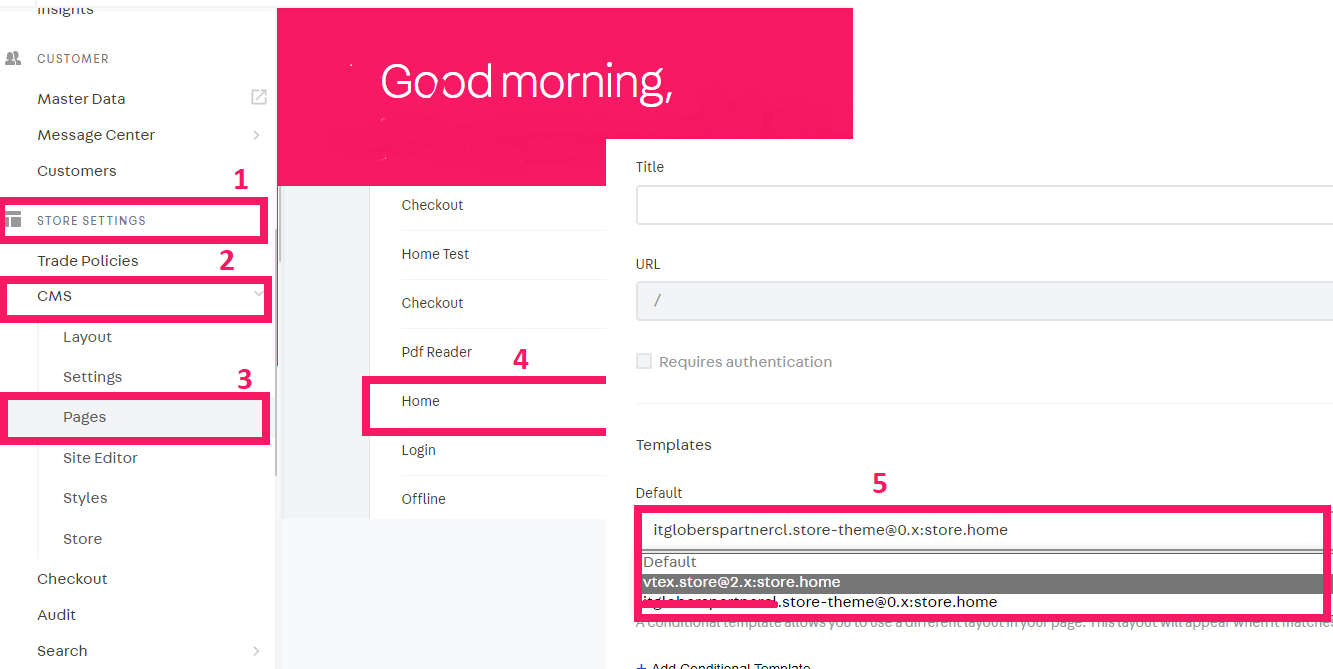 Insights
CUSTOMER
Master Data
Message Center
Customers
1
STORE SETTINGS
Trade Policies
2
CMS
Layout
Settings
3
Pages
Site Editor
Styles
Store
Checkout
Audit
Search
Good morning,
Checkout
Home Test
Checkout
Pdf Reader
4
Home
Login
Offline
Title
URL
/
Requires authentication
Templates
Default
5
itgloberspartnercl.store-theme@0.x:store.home
Default
vtex.store@2.x:store.home
itgloberspartnercl.store-theme@0.x:store.home
A conditional template allows you to use a different layout in your page. This layout will appear when it matches
+ Add Conditional Template